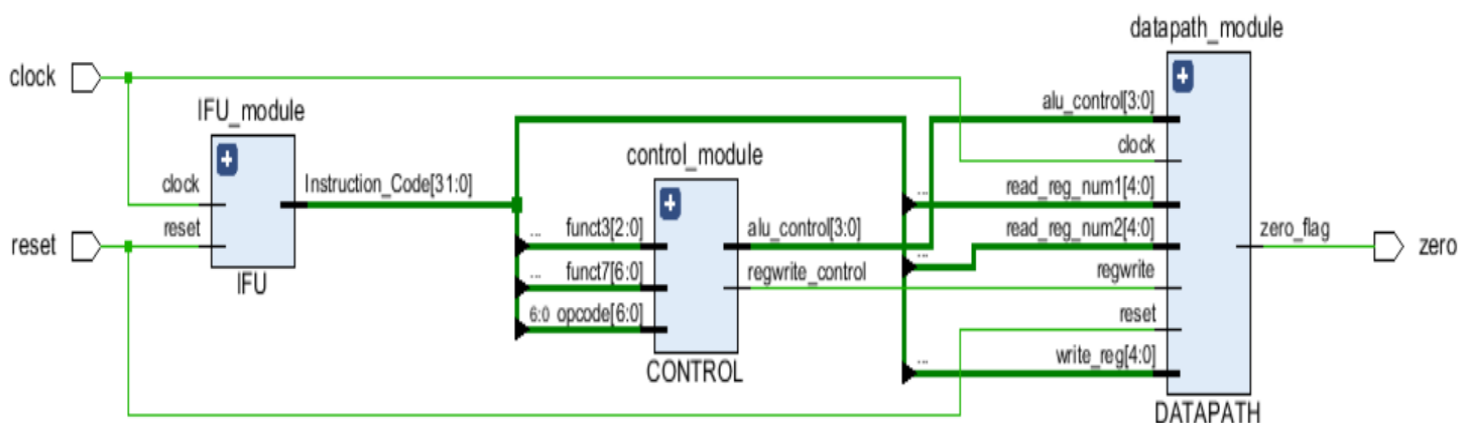 datapath_module
clock
alu_control[3:0]
IFU_module
control_module
clock
clock
Instruction_Code[31:0]
...
read_reg_num1[4:0]
reset
...
funct3[2:0]
alu_control[3:0]
read_reg_num2[4:0]
zero_flag
reset
zero
...
IFU
...
funct7[6:0]
regwrite_control
regwrite
6:0
opcode[6:0]
reset
...
write_reg[4:0]
CONTROL
DATAPATH